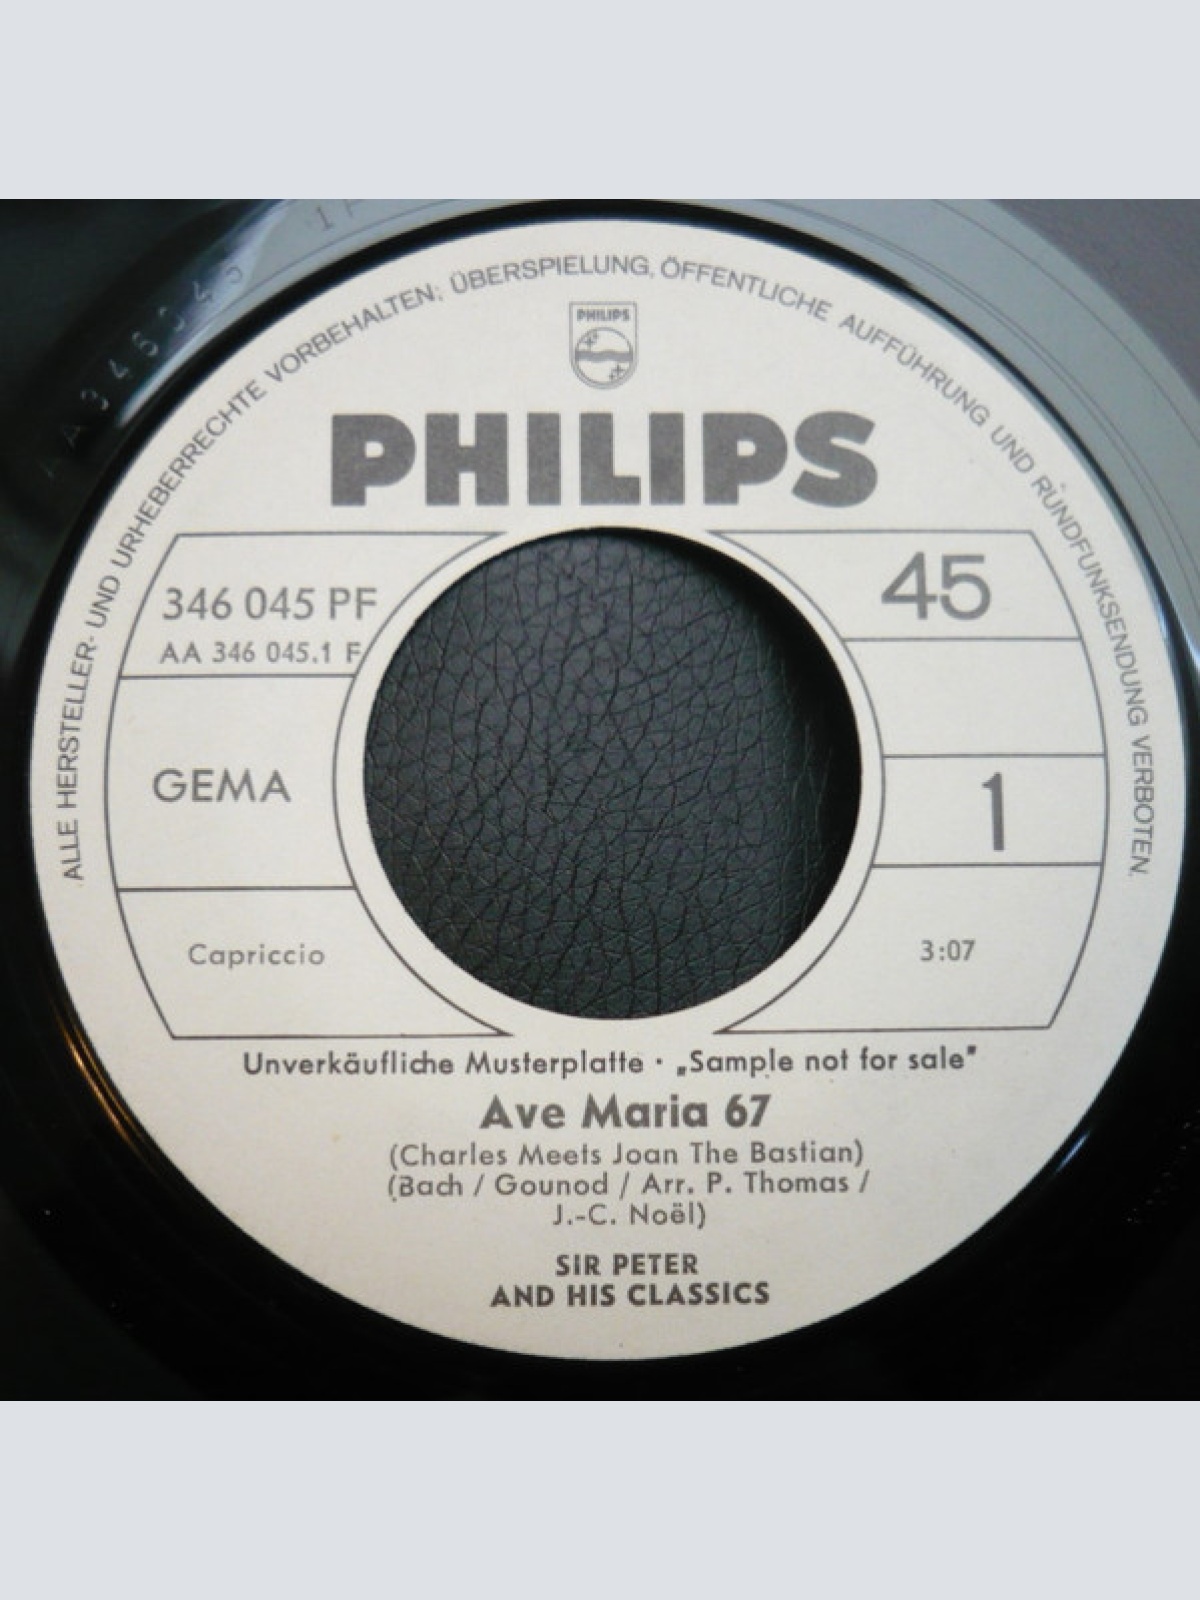 ALLE HERSTELLER- UND URHEBERRECHTE VORBEHALTEN; ÜBERSPIELUNG, ÖFFENTLICHE AUFFÜHRUNG UND RUNDFUNKSENDUNG VERBOTEN.
PHILIPS
PHILIPS
346 045 PF
AA 346 045.1 F
45
GEMA
1
Capriccio
3:07
Unverkäufliche Musterplatte · „Sample not for sale"
Ave Maria 67
(Charles Meets Joan The Bastian)
(Bach / Gounod / Arr. P. Thomas /
J.-C. Noël)
SIR PETER
AND HIS CLASSICS